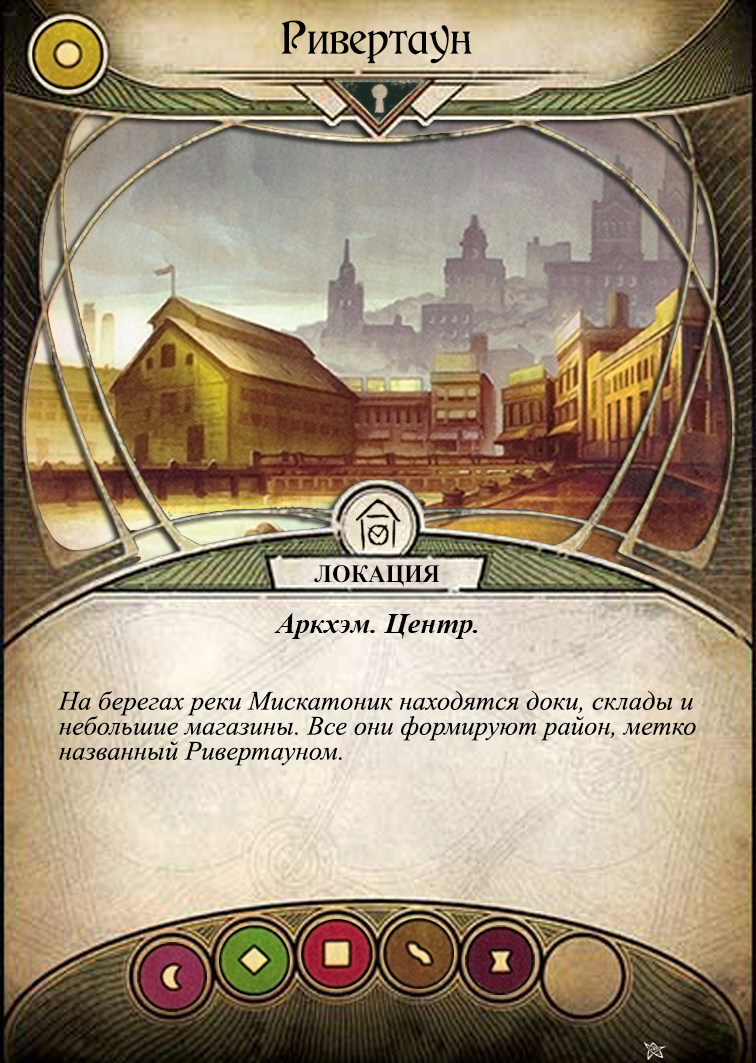 Ривертаун
ЛОКАЦИЯ
Аркхэм. Центр.
На берегах реки Мискатоник находятся доки, склады и
небольшие магазины. Все они формируют район, метко
названный Ривертауном.